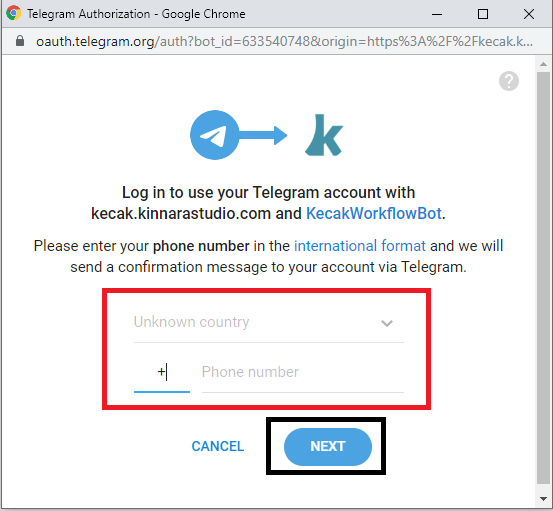 Telegram Authorization - Google Chrome
oauth.telegram.org/auth?bot_id=633540748&origin=https%3A%2F%2Fkecak.k...
?
k
Log in to use your Telegram account with
kecak.kinnarastudio.com and KecakWorkflowBot.
Please enter your phone number in the international format and we will
send a confirmation message to your account via Telegram.
Unknown country
+ Phone number
CANCEL NEXT